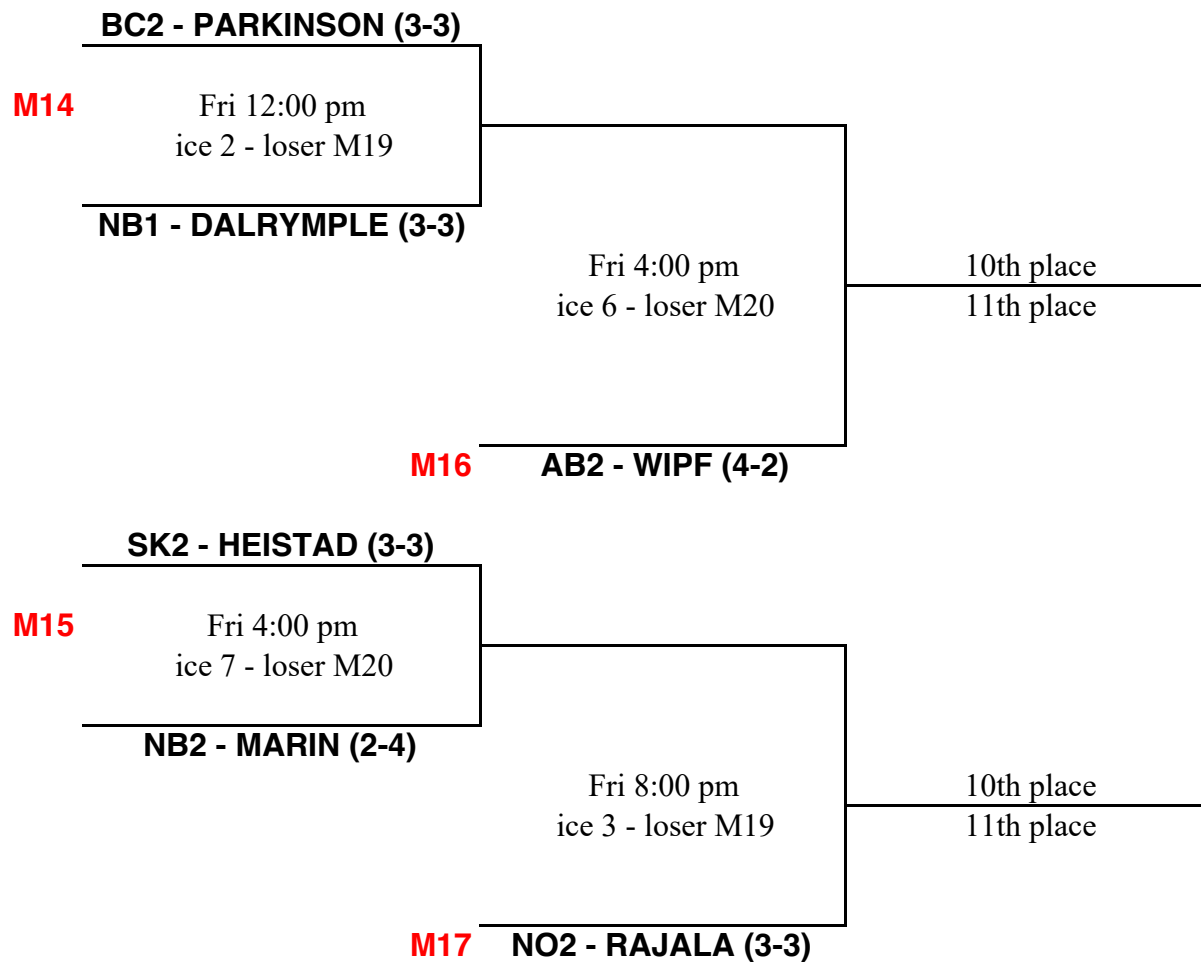 BC2 - PARKINSON (3-3)
M14
Fri 12:00 pm
ice 2 - loser M19
NB1 - DALRYMPLE (3-3)
Fri 4:00 pm
ice 6 - loser M20
10th place
11th place
M16
AB2 - WIPF (4-2)
SK2 - HEISTAD (3-3)
M15
Fri 4:00 pm
ice 7 - loser M20
NB2 - MARIN (2-4)
Fri 8:00 pm
ice 3 - loser M19
10th place
11th place
M17
NO2 - RAJALA (3-3)